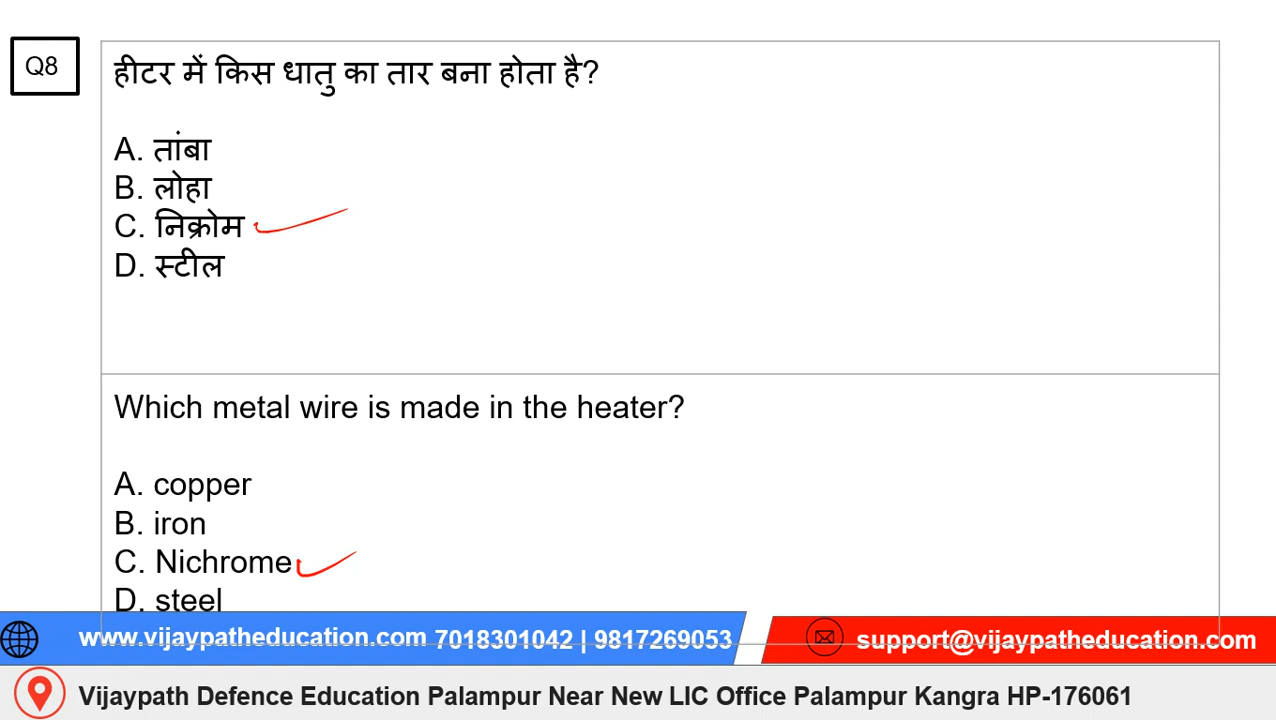 Q8
हीटर में किस धातु का तार बना होता है?
A. तांबा
B. लोहा
C. निक्रोम
D. स्टील
Which metal wire is made in the heater?
A. copper
B. iron
C. Nichrome
D. steel
www.vijaypatheducation.com 7018301042 | 9817269053
support@vijaypatheducation.com
Vijaypath Defence Education Palampur Near New LIC Office Palampur Kangra HP-176061